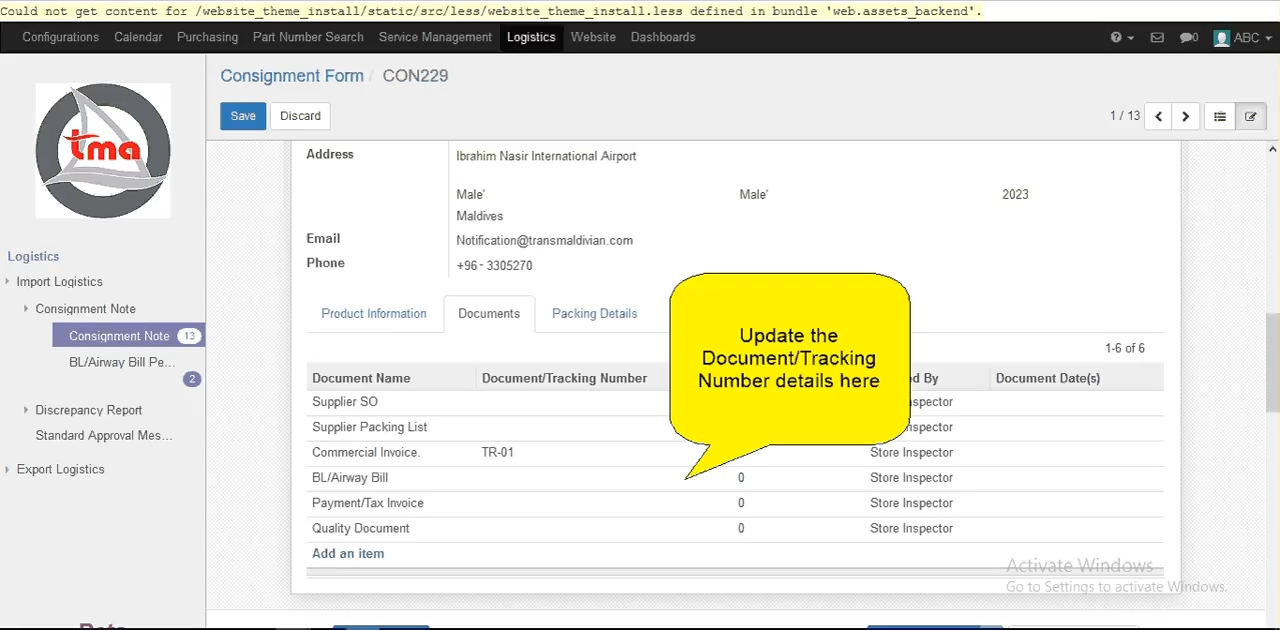 Could not get content for /website_theme_install/static/src/less/website_theme_install.less defined in bundle 'web.assets_backend'.
Configurations Calendar Purchasing Part Number Search Service Management Logistics Website Dashboards 0 ABC
tma
Consignment Form / CON229
Save Discard 1 / 13
Logistics
Import Logistics
Consignment Note
Consignment Note 13
BL/Airway Bill Pe...
2
Discrepancy Report
Standard Approval Mes...
Export Logistics
Address Ibrahim Nasir International Airport
Male' Male' 2023
Maldives
Email Notification@transmaldivian.com
Phone +96- 3305270
Product Information Documents Packing Details
1-6 of 6
Update the
Document/Tracking
Number details here
Document Name Document/Tracking Number d By Document Date(s)
Supplier SO spector
Supplier Packing List spector
Commercial Invoice. TR-01 Store Inspector
BL/Airway Bill 0 Store Inspector
Payment/Tax Invoice 0 Store Inspector
Quality Document 0 Store Inspector
Add an item
Activate Windows
Go to Settings to activate Windows.